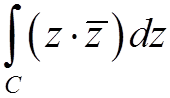 ∫_C (z · z̅) dz